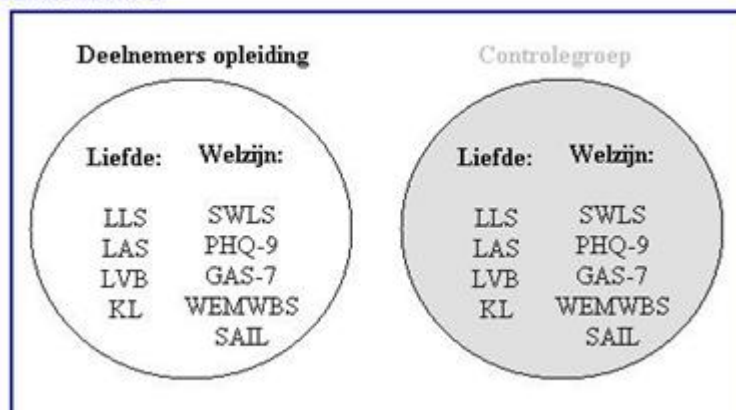 Deelnemers opleiding
Controlegroep
Liefde: Welzijn:
LLS SWLS
LAS PHQ-9
LVB GAS-7
KL WEMWBS
SAIL
Liefde: Welzijn:
LLS SWLS
LAS PHQ-9
LVB GAS-7
KL WEMWBS
SAIL